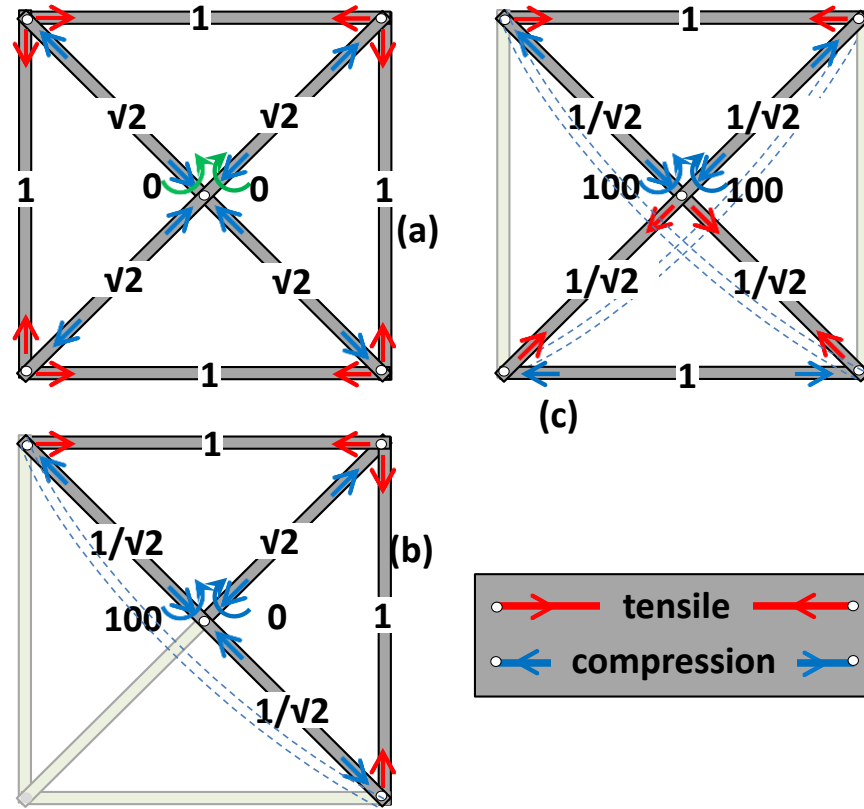 1
√2 √2
1 0 0 1
(a)
√2 √2
1
1
1/√2 1/√2
100 100
1/√2 1/√2
1
(c)
1
1/√2 √2
(b)
100 0 1
1/√2
tensile
compression